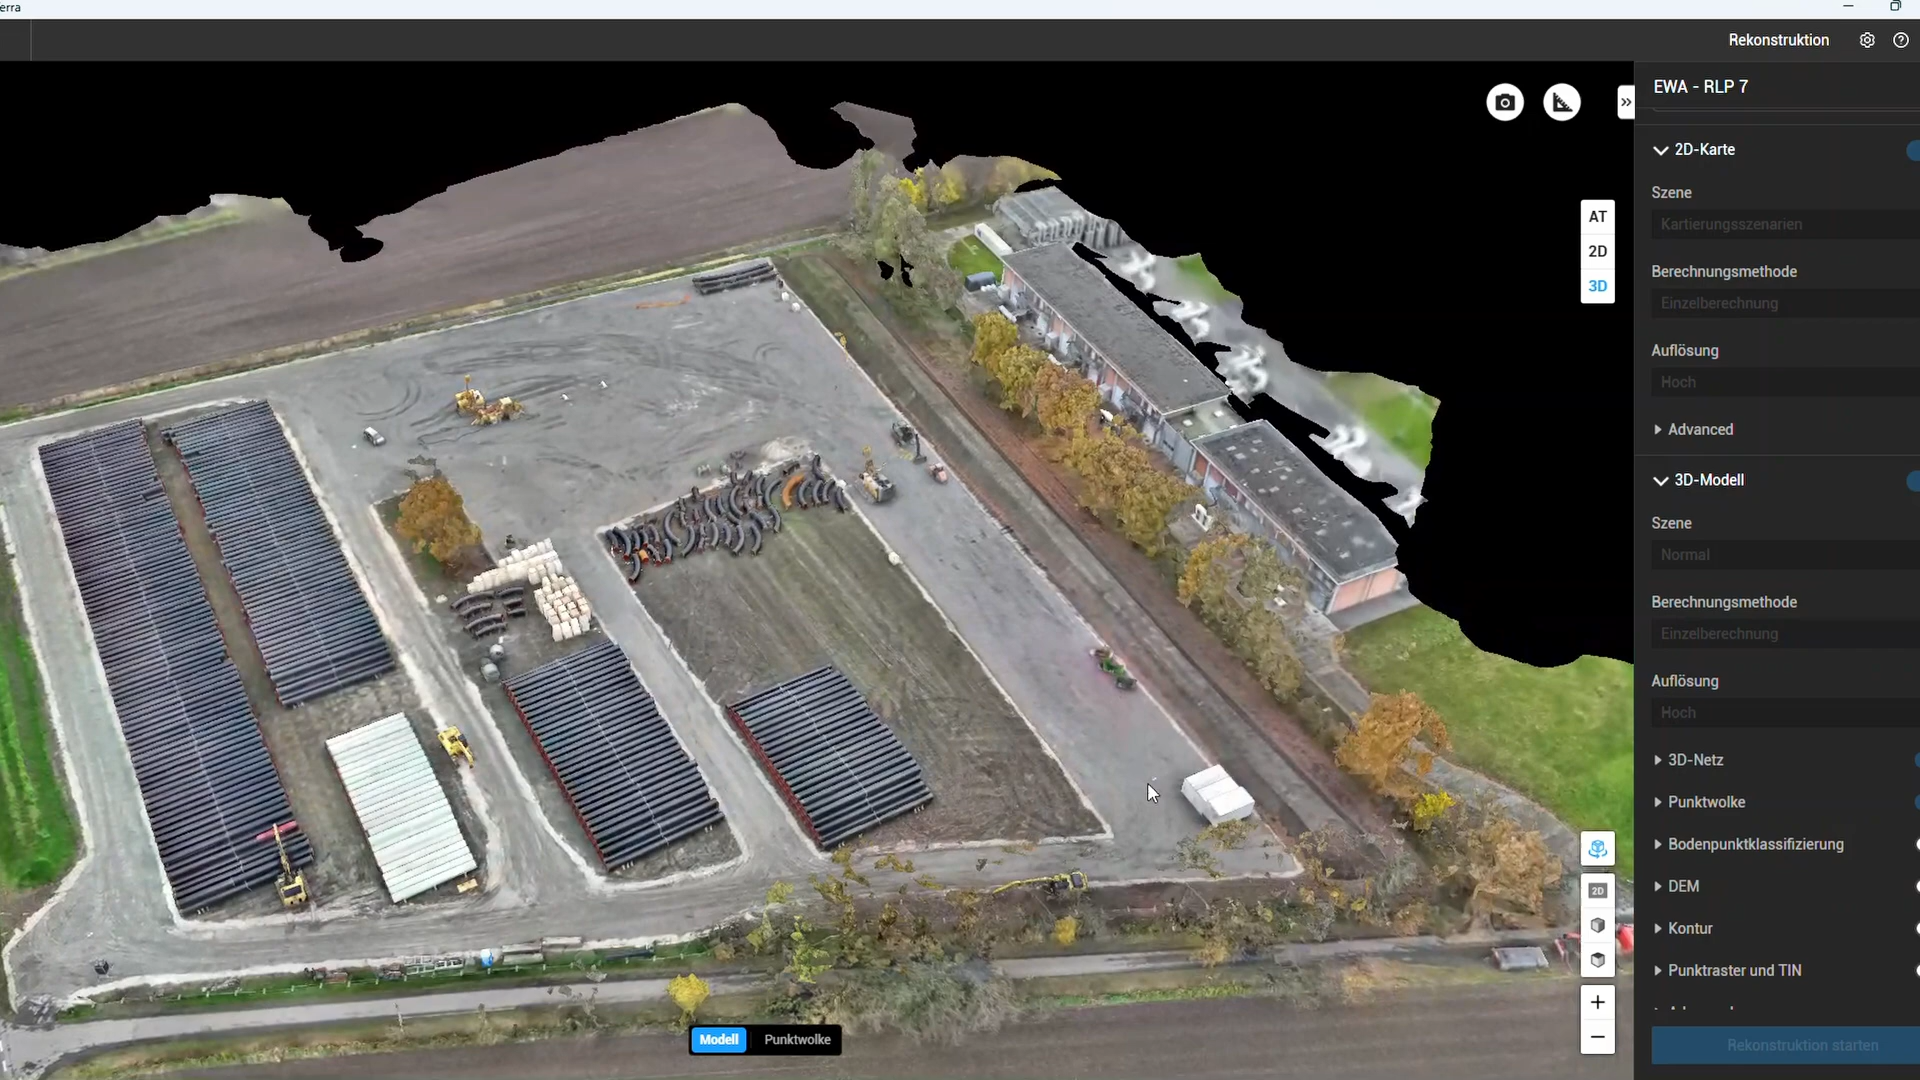 erra
Rekonstruktion
EWA - RLP 7
2D-Karte
Szene
Kartierungsszenarien
Berechnungsmethode
Einzelberechnung
Auflösung
Hoch
Advanced
3D-Modell
Szene
Normal
Berechnungsmethode
Einzelberechnung
Auflösung
Hoch
3D-Netz
Punktwolke
Bodenpunktklassifizierung
DEM
Kontur
Punktraster und TIN
Rekonstruktion starten
AT
2D
3D
2D
Modell
Punktwolke